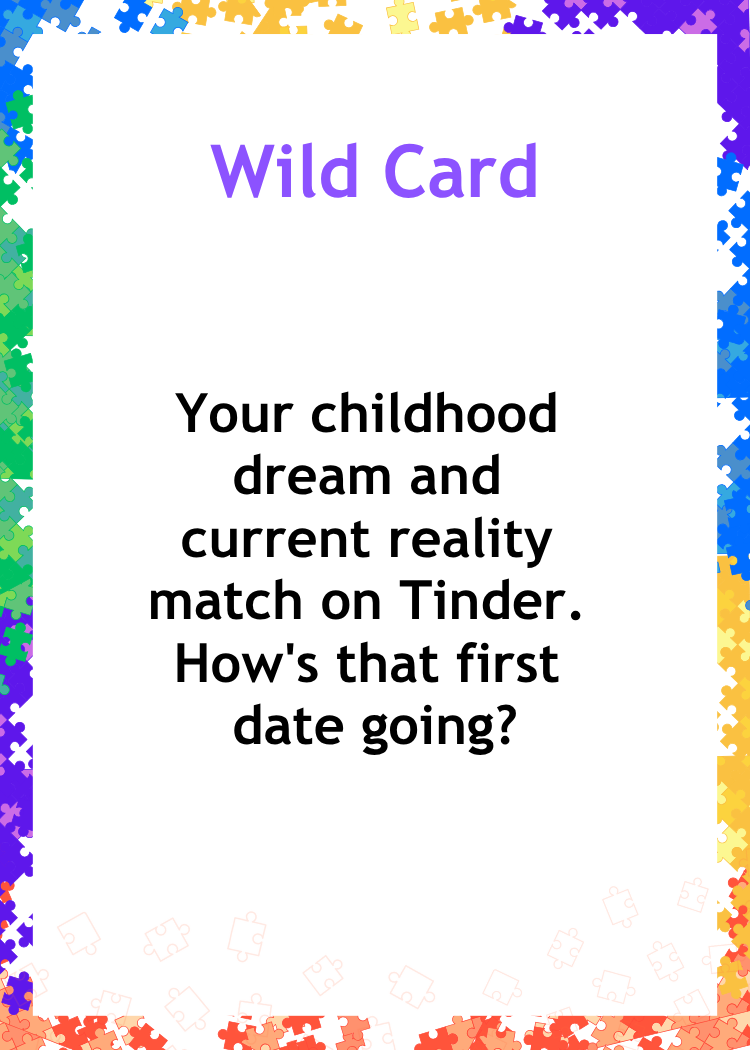 Wild Card
Your childhood
dream and
current reality
match on Tinder.
How's that first
date going?